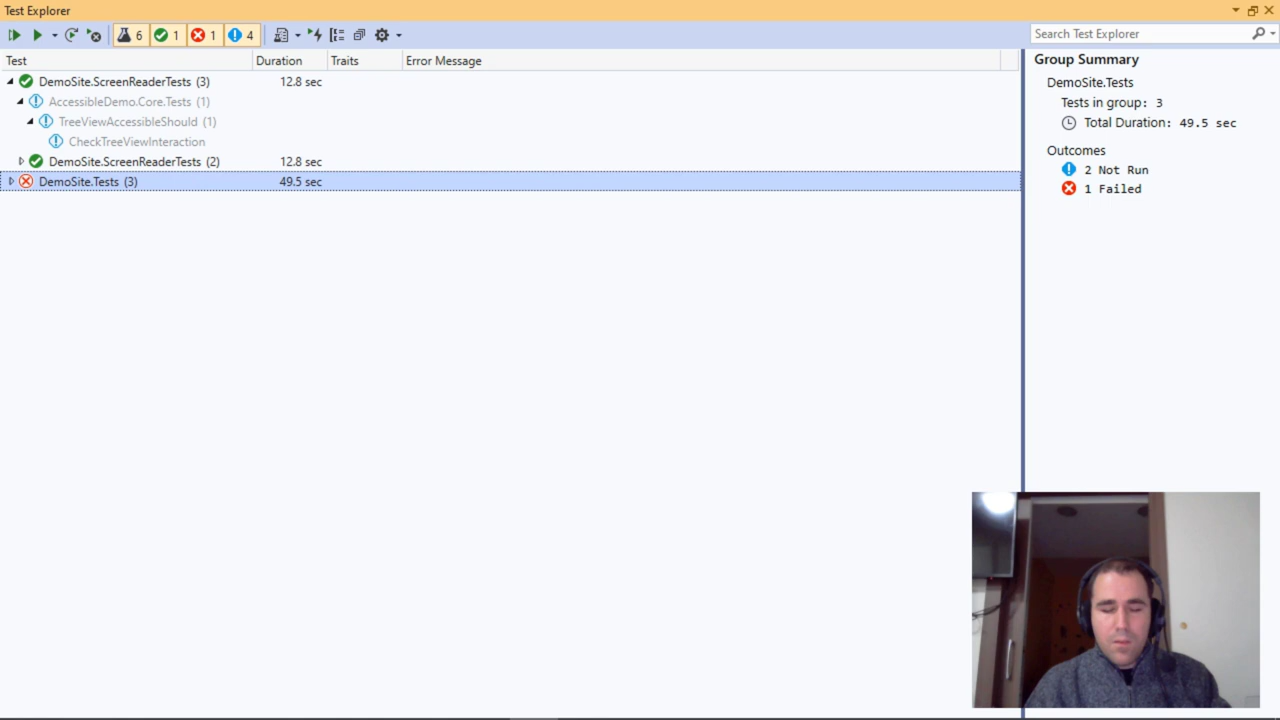 Test Explorer
6 1 1 4
Search Test Explorer
Test Duration Traits Error Message
DemoSite.ScreenReaderTests (3) 12.8 sec
AccessibleDemo.Core.Tests (1)
TreeViewAccessibleShould (1)
CheckTreeViewInteraction
DemoSite.ScreenReaderTests (2) 12.8 sec
DemoSite.Tests (3) 49.5 sec
Group Summary
DemoSite.Tests
Tests in group: 3
Total Duration: 49.5 sec
Outcomes
2 Not Run
1 Failed